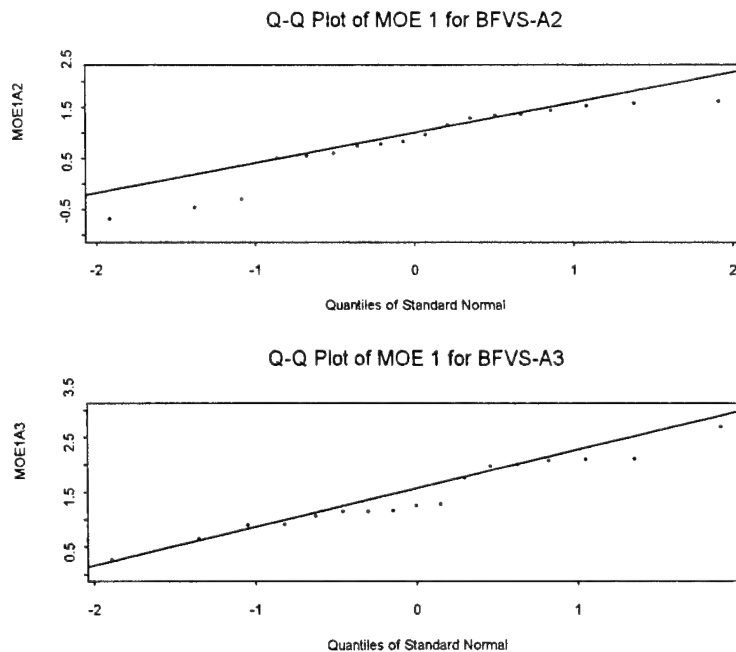 Q-Q Plot of MOE 1 for BFVS-A2
MOE1A2
2.5
1.5
0.5
-0.5
-2 -1 0 1 2
Quantiles of Standard Normal
Q-Q Plot of MOE 1 for BFVS-A3
MOE1A3
3.5
2.5
1.5
0.5
-2 -1 0 1
Quantiles of Standard Normal